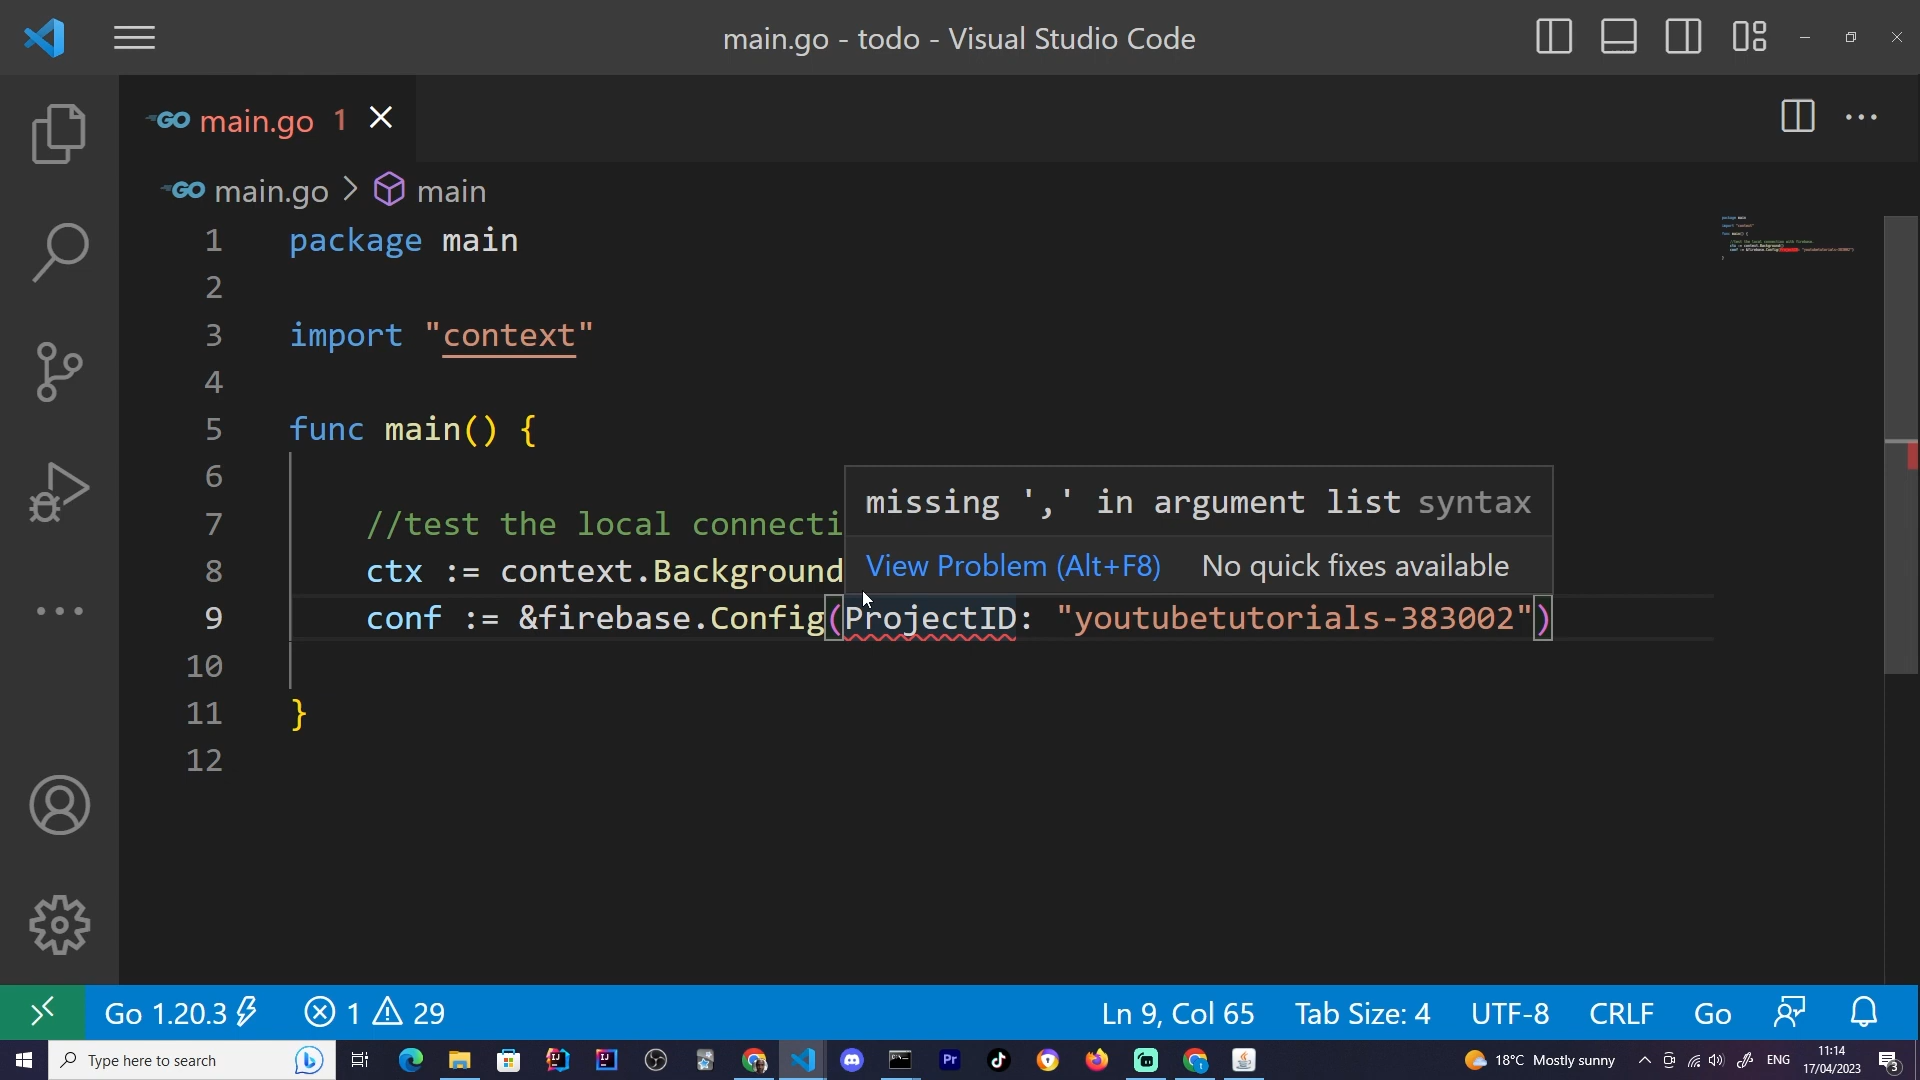 main.go - todo - Visual Studio Code
GO main.go 1
GO main.go > main
1 package main
2
3 import "context"
4
5 func main() {
6
7 //test the local connecti
8 ctx := context.Background
9 conf := &firebase.Config(ProjectID: "youtubetutorials-383002")
10
11 }
12
missing ',' in argument list syntax
View Problem (Alt+F8) No quick fixes available
Go 1.20.3 1 29 Ln 9, Col 65 Tab Size: 4 UTF-8 CRLF Go
Type here to search 18°C Mostly sunny ENG 11:14
17/04/2023 3